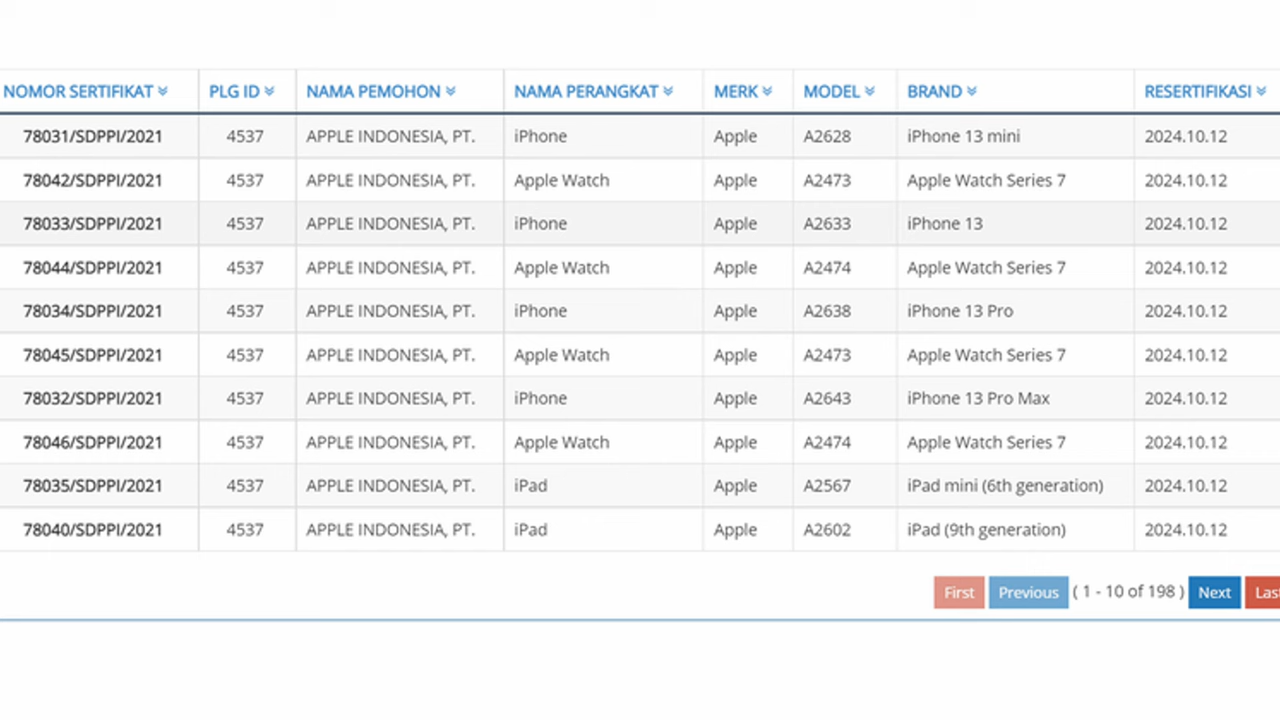 NOMOR SERTIFIKAT PLG ID NAMA PEMOHON NAMA PERANGKAT MERK MODEL BRAND RESERTIFIKASI
78031/SDPPI/2021 4537 APPLE INDONESIA, PT. iPhone Apple A2628 iPhone 13 mini 2024.10.12
78042/SDPPI/2021 4537 APPLE INDONESIA, PT. Apple Watch Apple A2473 Apple Watch Series 7 2024.10.12
78033/SDPPI/2021 4537 APPLE INDONESIA, PT. iPhone Apple A2633 iPhone 13 2024.10.12
78044/SDPPI/2021 4537 APPLE INDONESIA, PT. Apple Watch Apple A2474 Apple Watch Series 7 2024.10.12
78034/SDPPI/2021 4537 APPLE INDONESIA, PT. iPhone Apple A2638 iPhone 13 Pro 2024.10.12
78045/SDPPI/2021 4537 APPLE INDONESIA, PT. Apple Watch Apple A2473 Apple Watch Series 7 2024.10.12
78032/SDPPI/2021 4537 APPLE INDONESIA, PT. iPhone Apple A2643 iPhone 13 Pro Max 2024.10.12
78046/SDPPI/2021 4537 APPLE INDONESIA, PT. Apple Watch Apple A2474 Apple Watch Series 7 2024.10.12
78035/SDPPI/2021 4537 APPLE INDONESIA, PT. iPad Apple A2567 iPad mini (6th generation) 2024.10.12
78040/SDPPI/2021 4537 APPLE INDONESIA, PT. iPad Apple A2602 iPad (9th generation) 2024.10.12
First Previous ( 1 - 10 of 198 ) Next Las